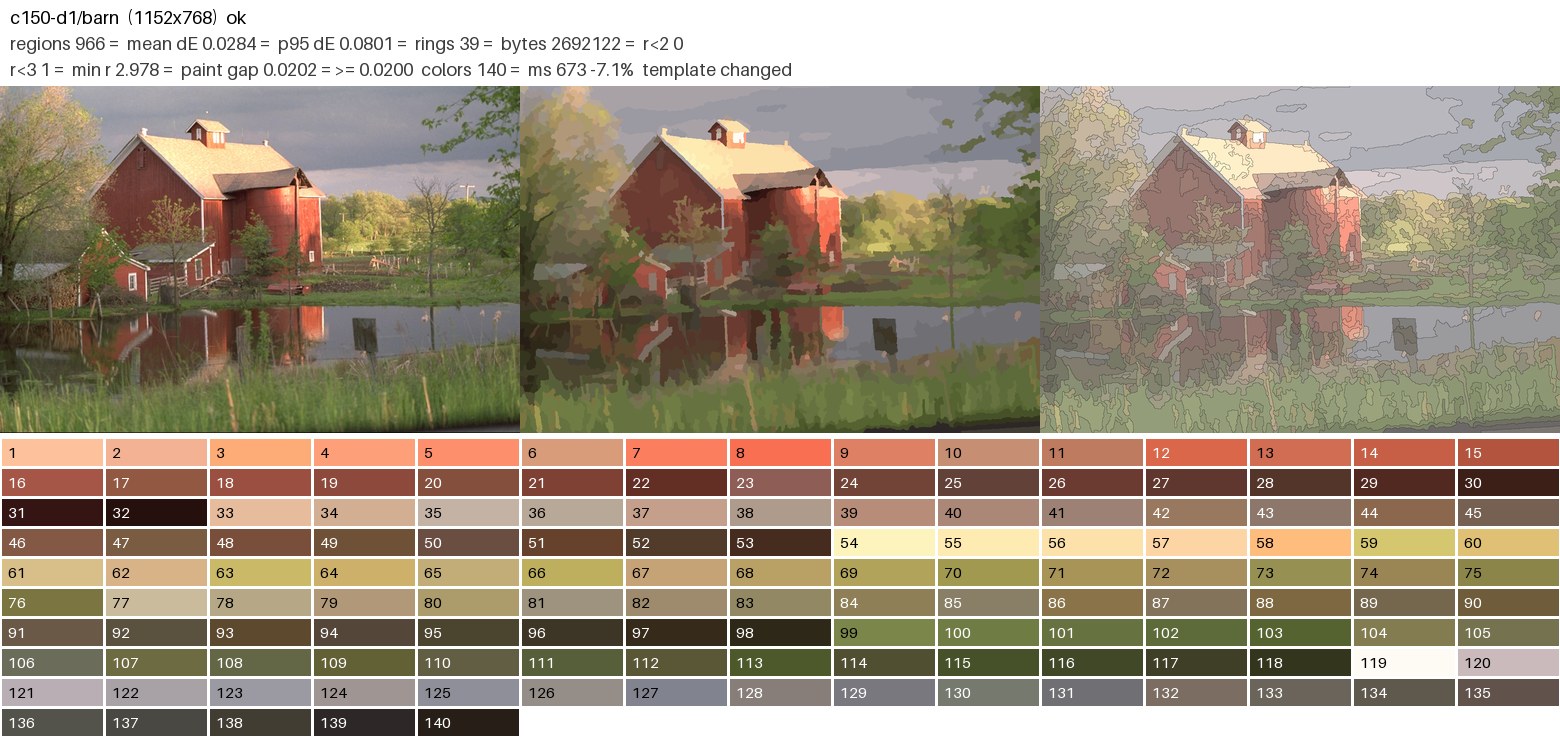 c150-d1/barn (1152x768) ok
regions 966 = mean dE 0.0284 = p95 dE 0.0801 = rings 39 = bytes 2692122 = r<2 0
r<3 1 = min r 2.978 = paint gap 0.0202 = >= 0.0200 colors 140 = ms 673 -7.1% template changed
1 2 3 4 5 6 7 8 9 10 11 12 13 14 15
16 17 18 19 20 21 22 23 24 25 26 27 28 29 30
31 32 33 34 35 36 37 38 39 40 41 42 43 44 45
46 47 48 49 50 51 52 53 54 55 56 57 58 59 60
61 62 63 64 65 66 67 68 69 70 71 72 73 74 75
76 77 78 79 80 81 82 83 84 85 86 87 88 89 90
91 92 93 94 95 96 97 98 99 100 101 102 103 104 105
106 107 108 109 110 111 112 113 114 115 116 117 118 119 120
121 122 123 124 125 126 127 128 129 130 131 132 133 134 135
136 137 138 139 140